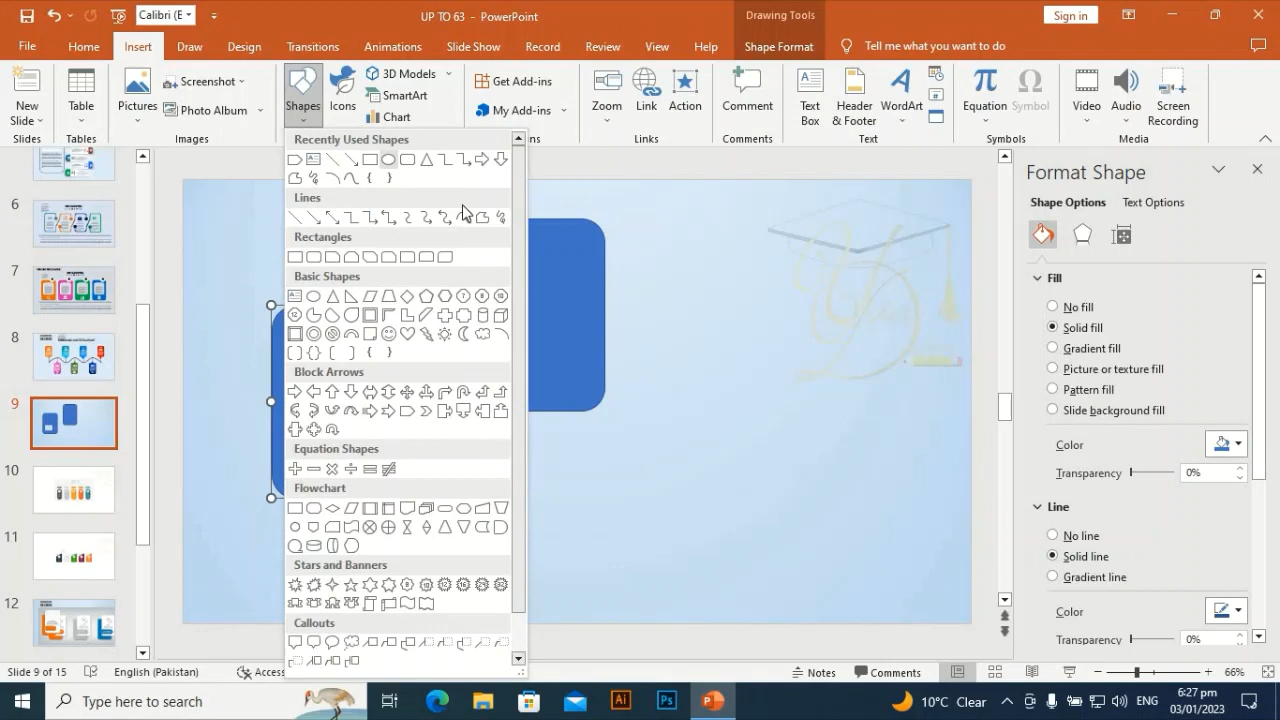 Calibri (E
UP TO 63 - PowerPoint
Drawing Tools
Sign in
File
Home
Insert
Draw
Design
Transitions
Animations
Slide Show
Record
Review
View
Help
Shape Format
Tell me what you want to do
New
Slide
Table
Pictures
Screenshot
Photo Album
Shapes
Icons
3D Models
SmartArt
Chart
Get Add-ins
My Add-ins
Zoom
Link
Action
Comment
Text
Box
Header
& Footer
WordArt
Equation
Symbol
Video
Audio
Screen
Recording
Slides
Tables
Images
ns
Links
Comments
Text
Symbols
Media
Recently Used Shapes
Lines
Rectangles
Basic Shapes
Block Arrows
Equation Shapes
Flowchart
Stars and Banners
Callouts
6
7
8
9
10
11
12
Format Shape
Shape Options
Text Options
Fill
No fill
Solid fill
Gradient fill
Picture or texture fill
Pattern fill
Slide background fill
Color
Transparency
0%
Line
No line
Solid line
Gradient line
Color
Transparency
0%
Slide 9 of 15
English (Pakistan)
Access
Notes
Comments
66%
Type here to search
10°C Clear
ENG
6:27 pm
03/01/2023